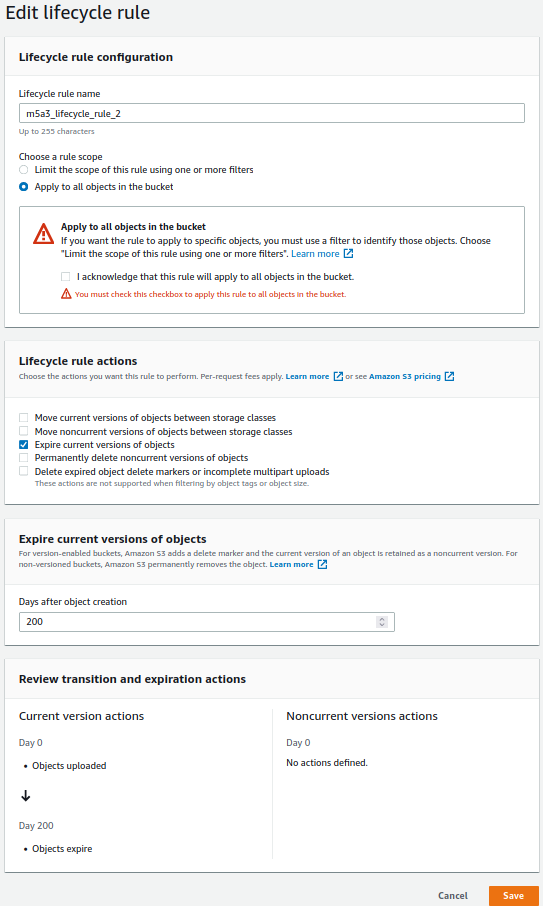 Edit lifecycle rule
Lifecycle rule configuration
Lifecycle rule name
m5a3_lifecycle_rule_2
Up to 255 characters
Choose a rule scope
Limit the scope of this rule using one or more filters
Apply to all objects in the bucket
Apply to all objects in the bucket
If you want the rule to apply to specific objects, you must use a filter to identify those objects. Choose
"Limit the scope of this rule using one or more filters". Learn more
I acknowledge that this rule will apply to all objects in the bucket.
You must check this checkbox to apply this rule to all objects in the bucket.
Lifecycle rule actions
Choose the actions you want this rule to perform. Per-request fees apply. Learn more or see Amazon S3 pricing
Move current versions of objects between storage classes
Move noncurrent versions of objects between storage classes
Expire current versions of objects
Permanently delete noncurrent versions of objects
Delete expired object delete markers or incomplete multipart uploads
These actions are not supported when filtering by object tags or object size.
Expire current versions of objects
For version-enabled buckets, Amazon S3 adds a delete marker and the current version of an object is retained as a noncurrent version. For
non-versioned buckets, Amazon S3 permanently removes the object. Learn more
Days after object creation
200
Review transition and expiration actions
Current version actions
Day 0
• Objects uploaded
↓
Day 200
• Objects expire
Noncurrent versions actions
Day 0
No actions defined.
Cancel
Save